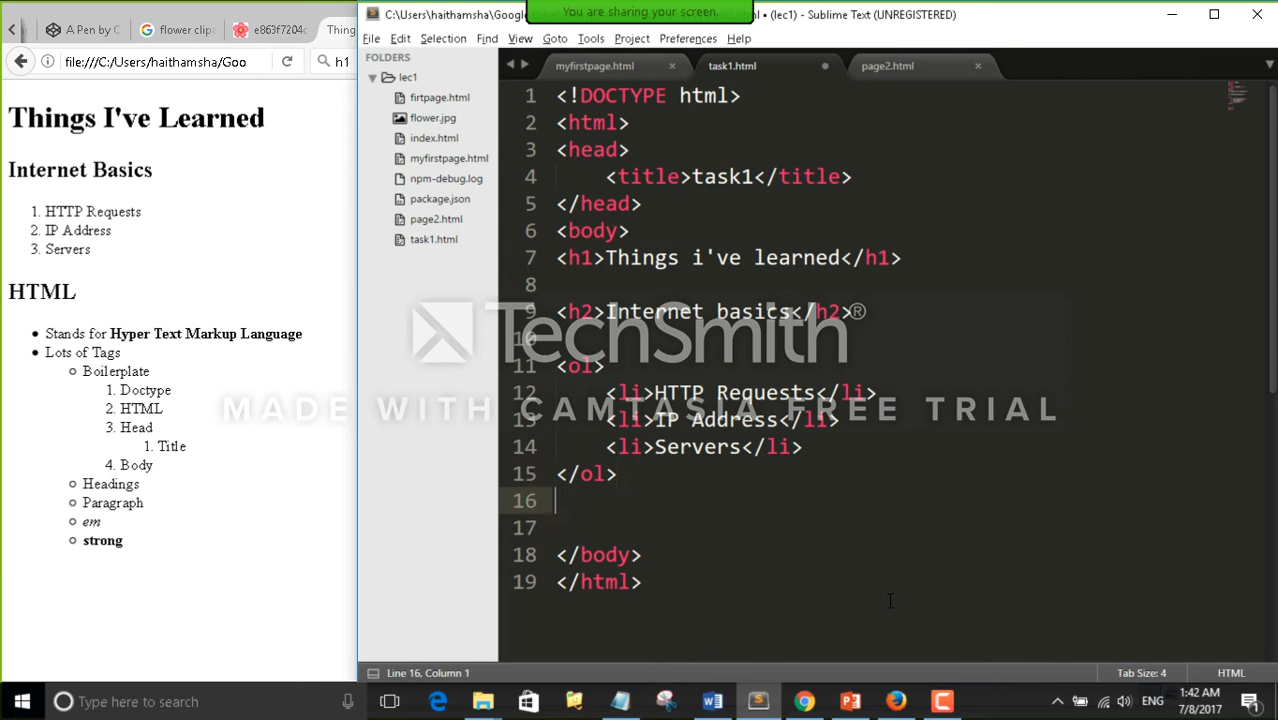 You are sharing your screen.
A Pen by C
flower clip
e863f7204c
Thing
file:///C:/Users/haithamsha/Goo
h1
Things I've Learned
Internet Basics
1. HTTP Requests
2. IP Address
3. Servers
HTML
• Stands for Hyper Text Markup Language
• Lots of Tags
Boilerplate
1. Doctype
2. HTML
3. Head
1. Title
4. Body
Headings
Paragraph
em
strong
C:\Users\haithamsha\Google • (lec1) - Sublime Text (UNREGISTERED)
File Edit Selection Find View Goto Tools Project Preferences Help
FOLDERS
lec1
firtpage.html
flower.jpg
index.html
myfirstpage.html
npm-debug.log
package.json
page2.html
task1.html
myfirstpage.html × task1.html page2.html ×
1 <!DOCTYPE html>
2 <html>
3 <head>
4 <title>task1</title>
5 </head>
6 <body>
7 <h1>Things i've learned</h1>
8
9 <h2>Internet basics</h2>
10
11 <ol>
12 <li>HTTP Requests</li>
13 <li>IP Address</li>
14 <li>Servers</li>
15 </ol>
16
17
18 </body>
19 </html>
TechSmith®
MADE WITH CAMTASIA FREE TRIAL
Line 16, Column 1
Tab Size: 4
HTML
Type here to search
ENG
1:42 AM
7/8/2017
1